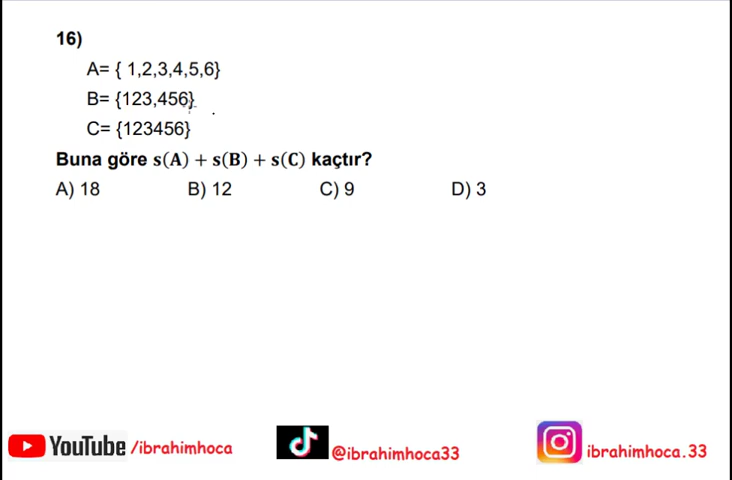 16)
A= { 1,2,3,4,5,6}
B= {123,456}
C= {123456}
Buna göre s(A) + s(B) + s(C) kaçtır?
A) 18 B) 12 C) 9 D) 3
YouTube /ibrahimhoca @ibrahimhoca33 ibrahimhoca.33